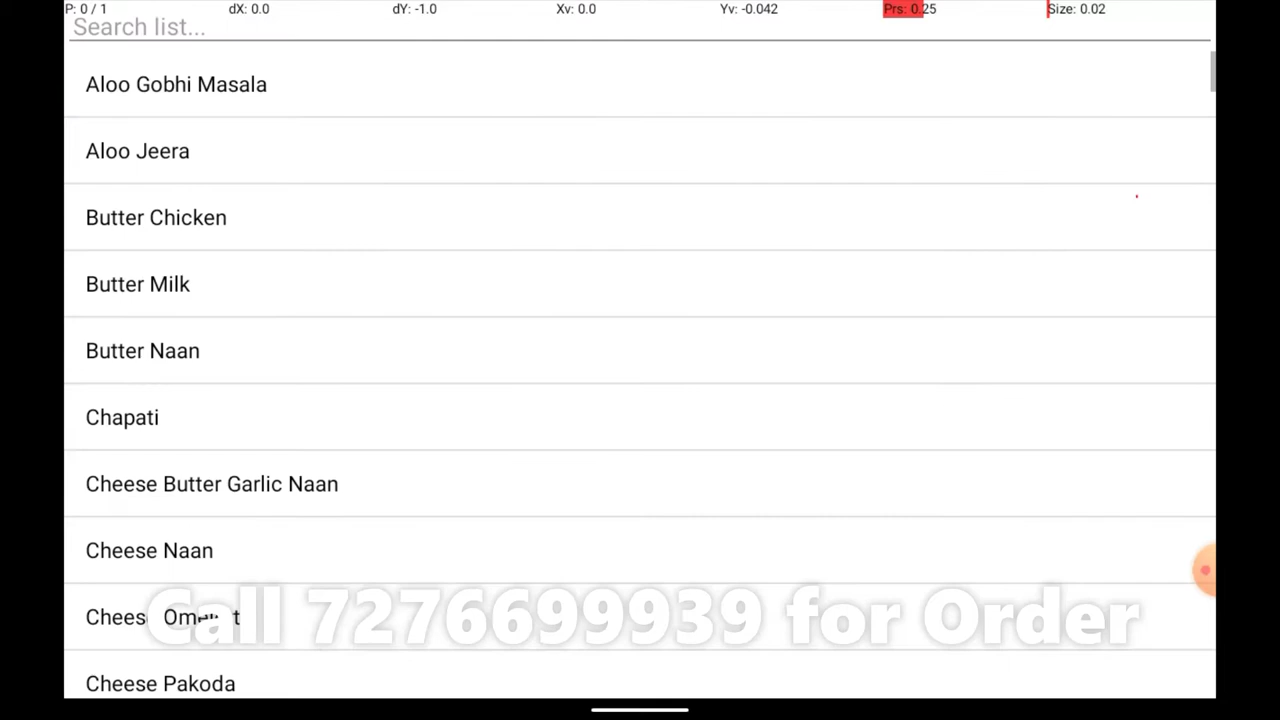 P: 0 / 1 dX: 0.0 dY: -1.0 Xv: 0.0 Yv: -0.042 Prs: 0.25 Size: 0.02
Search list...
Aloo Gobhi Masala
Aloo Jeera
Butter Chicken
Butter Milk
Butter Naan
Chapati
Cheese Butter Garlic Naan
Cheese Naan
Call 7276699939 for Order
Cheese Pakoda